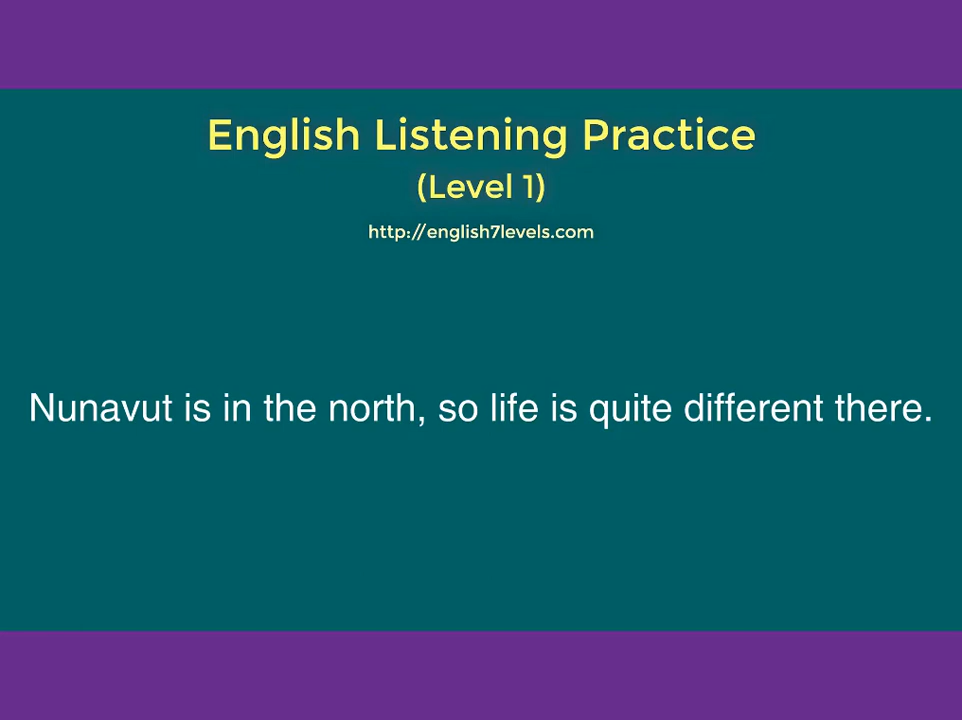 English Listening Practice
(Level 1)
http://english7levels.com
Nunavut is in the north, so life is quite different there.